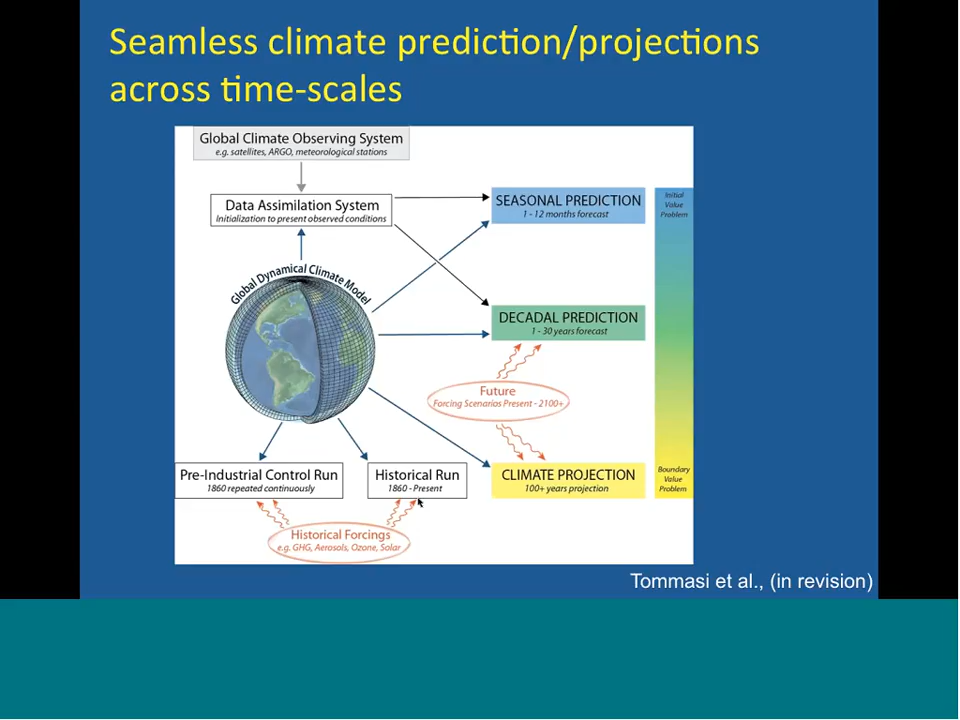 Seamless climate prediction/projections
across time-scales
Global Climate Observing System
e.g. satellites, ARGO, meteorological stations
Data Assimilation System
Initialization to present observed conditions
SEASONAL PREDICTION
1 - 12 months forecast
Initial
Value
Problem
Global Dynamical Climate Model
DECADAL PREDICTION
1 - 30 years forecast
Future
Forcing Scenarios Present - 2100+
Pre-Industrial Control Run
1860 repeated continuously
Historical Run
1860 - Present
CLIMATE PROJECTION
100+ years projection
Boundary
Value
Problem
Historical Forcings
e.g. GHG, Aerosols, Ozone, Solar
Tommasi et al., (in revision)